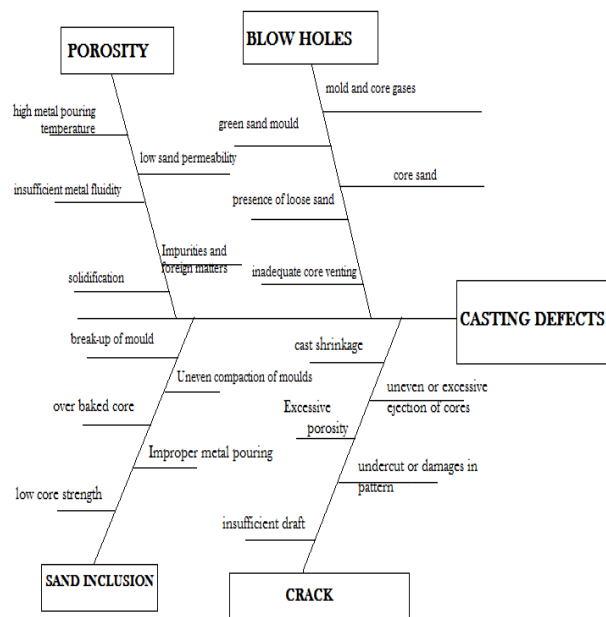 POROSITY
BLOW HOLES
high metal pouring
temperature
low sand permeability
insufficient metal fluidity
Impurities and
foreign matters
solidification
mold and core gases
green sand mould
core sand
presence of loose sand
inadequate core venting
CASTING DEFECTS
break-up of mould
Uneven compaction of moulds
over baked core
Improper metal pouring
low core strength
SAND INCLUSION
cast shrinkage
uneven or excessive
ejection of cores
Excessive
porosity
undercut or damages in
pattern
insufficient draft
CRACK